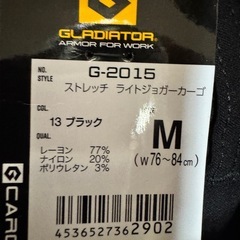 GLADIATOR
ARMOR FOR WORK
NO.
STYLE
G-2015
ストレッチ ライトジョガーカーゴ
COL.
13 ブラック
QUAL.
レーヨン 77%
ナイロン 20%
ポリウレタン 3%
M
(W76~84cm)
4536527362902
G CARG